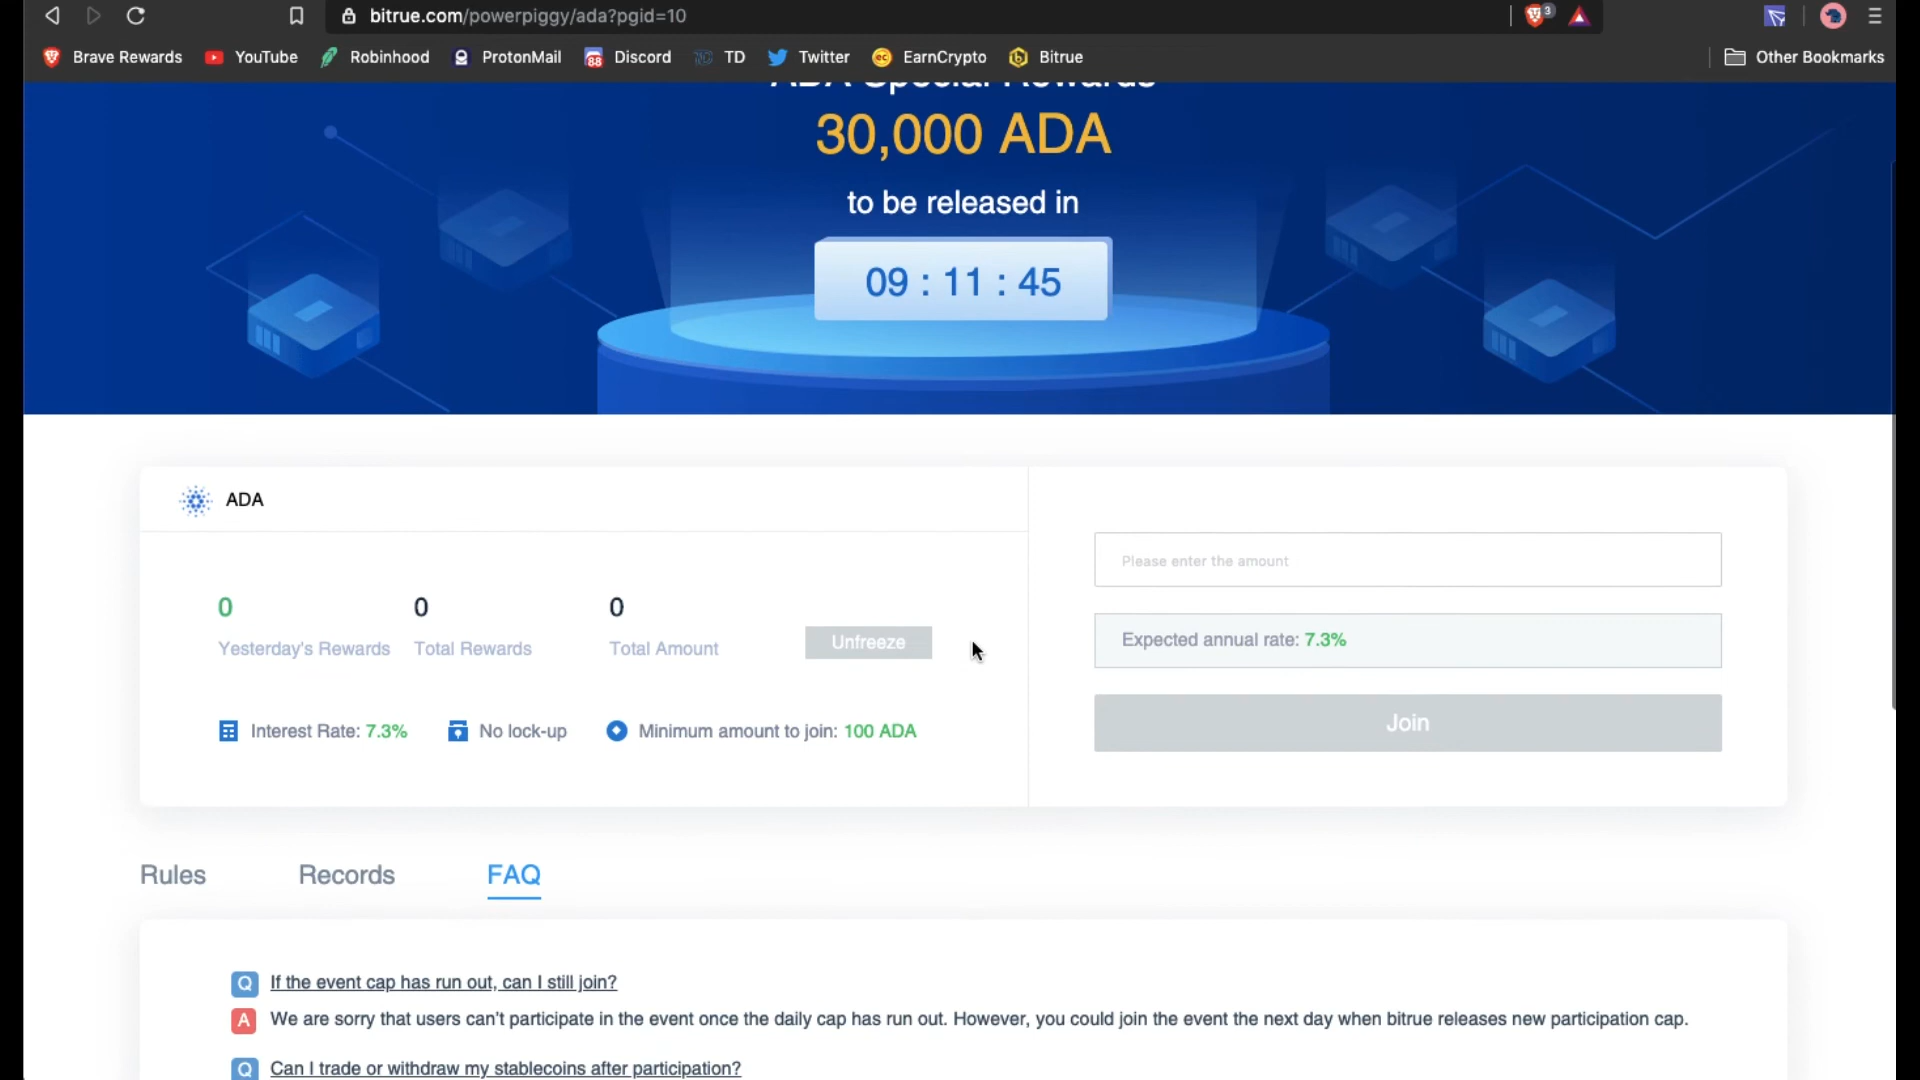 bitrue.com/powerpiggy/ada?pgid=10
3
Brave Rewards YouTube Robinhood ProtonMail Discord TD Twitter EarnCrypto Bitrue Other Bookmarks
88
ADA Special Rewards
30,000 ADA
to be released in
09 : 11 : 45
ADA
Please enter the amount
0 0 0
Yesterday's Rewards Total Rewards Total Amount
Unfreeze
Expected annual rate: 7.3%
Interest Rate: 7.3% No lock-up Minimum amount to join: 100 ADA
Join
Rules Records FAQ
Q If the event cap has run out, can I still join?
A We are sorry that users can't participate in the event once the daily cap has run out. However, you could join the event the next day when bitrue releases new participation cap.
Q Can I trade or withdraw my stablecoins after participation?